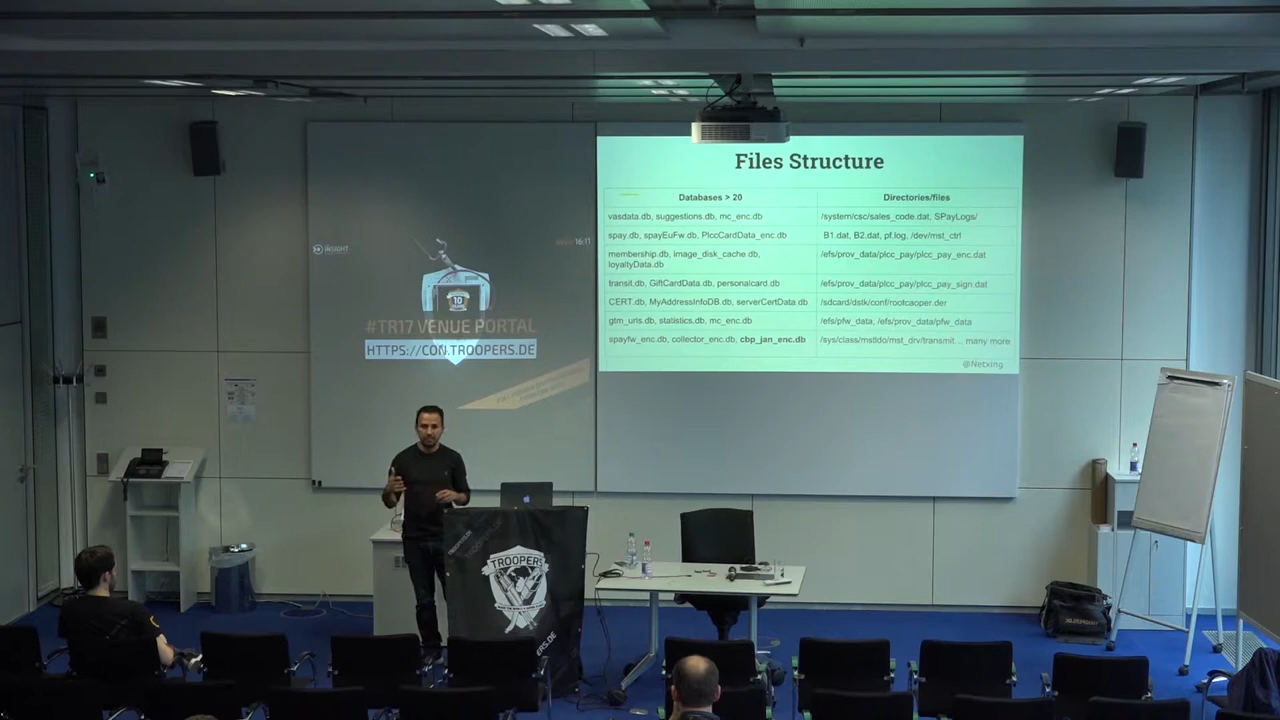 INSIGHT
16:11
10
#TR17 VENUE PORTAL
HTTPS://CON.TROOPERS.DE
Files Structure
Databases > 20
Directories/files
vasdata.db, suggestions.db, mc_enc.db
/system/csc/sales_code.dat, SPayLogs/
spay.db, spayEuFw.db, PlccCardData_enc.db
B1.dat, B2.dat, pf.log, /dev/mst_ctrl
membership.db, image_disk_cache.db,
loyaltyData.db
/efs/prov_data/plcc_pay/plcc_pay_enc.dat
transit.db, GiftCardData.db, personalcard.db
/efs/prov_data/plcc_pay/plcc_pay_sign.dat
CERT.db, MyAddressInfoDB.db, serverCertData.db
/sdcard/dstk/conf/rootcaoper.der
gtm_urls.db, statistics.db, mc_enc.db
/efs/pfw_data, /efs/prov_data/pfw_data
spayfw_enc.db, collector_enc.db, cbp_jan_enc.db
/sys/class/mstldo/mst_drv/transmit... many more
@Netxing
TROOPERS